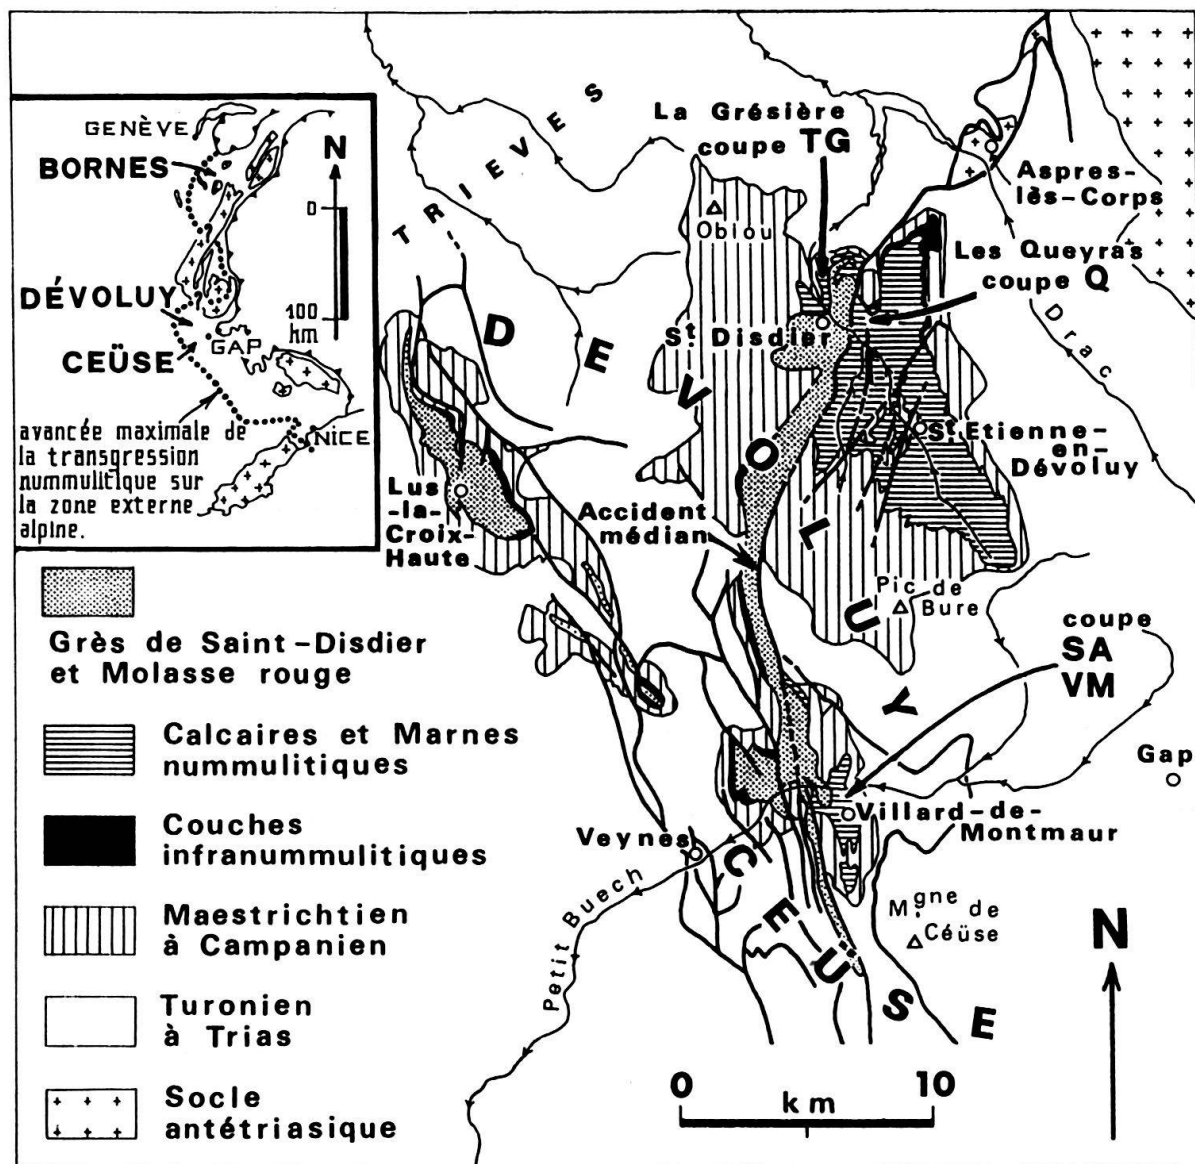 GENÈVE
BORNES
N
0
DÉVOLUY
100
km
GAP
CEÜSE
NICE
avancée maximale de
la transgression
nummulitique sur
la zone externe
alpine.
TRIEVES
La Grésière
coupe TG
Obiou
Aspres-
lès-Corps
Les Queyras
coupe Q
Drac
St. Disdier
DEVOLUY
St. Etienne-
en-
Dévoluy
Lus
-la-
Croix-
Haute
Accident
médian
Pic de
Bure
coupe
SA
VM
Gap
Villard-de-
Montmaur
Veynes
Petit Buech
CEUSE
Mgne de
Céüse
N
0 10
km
Grès de Saint-Disdier
et Molasse rouge
Calcaires et Marnes
nummulitiques
Couches
infranummulitiques
Maestrichtien
à Campanien
Turonien
à Trias
Socle
antétriasique